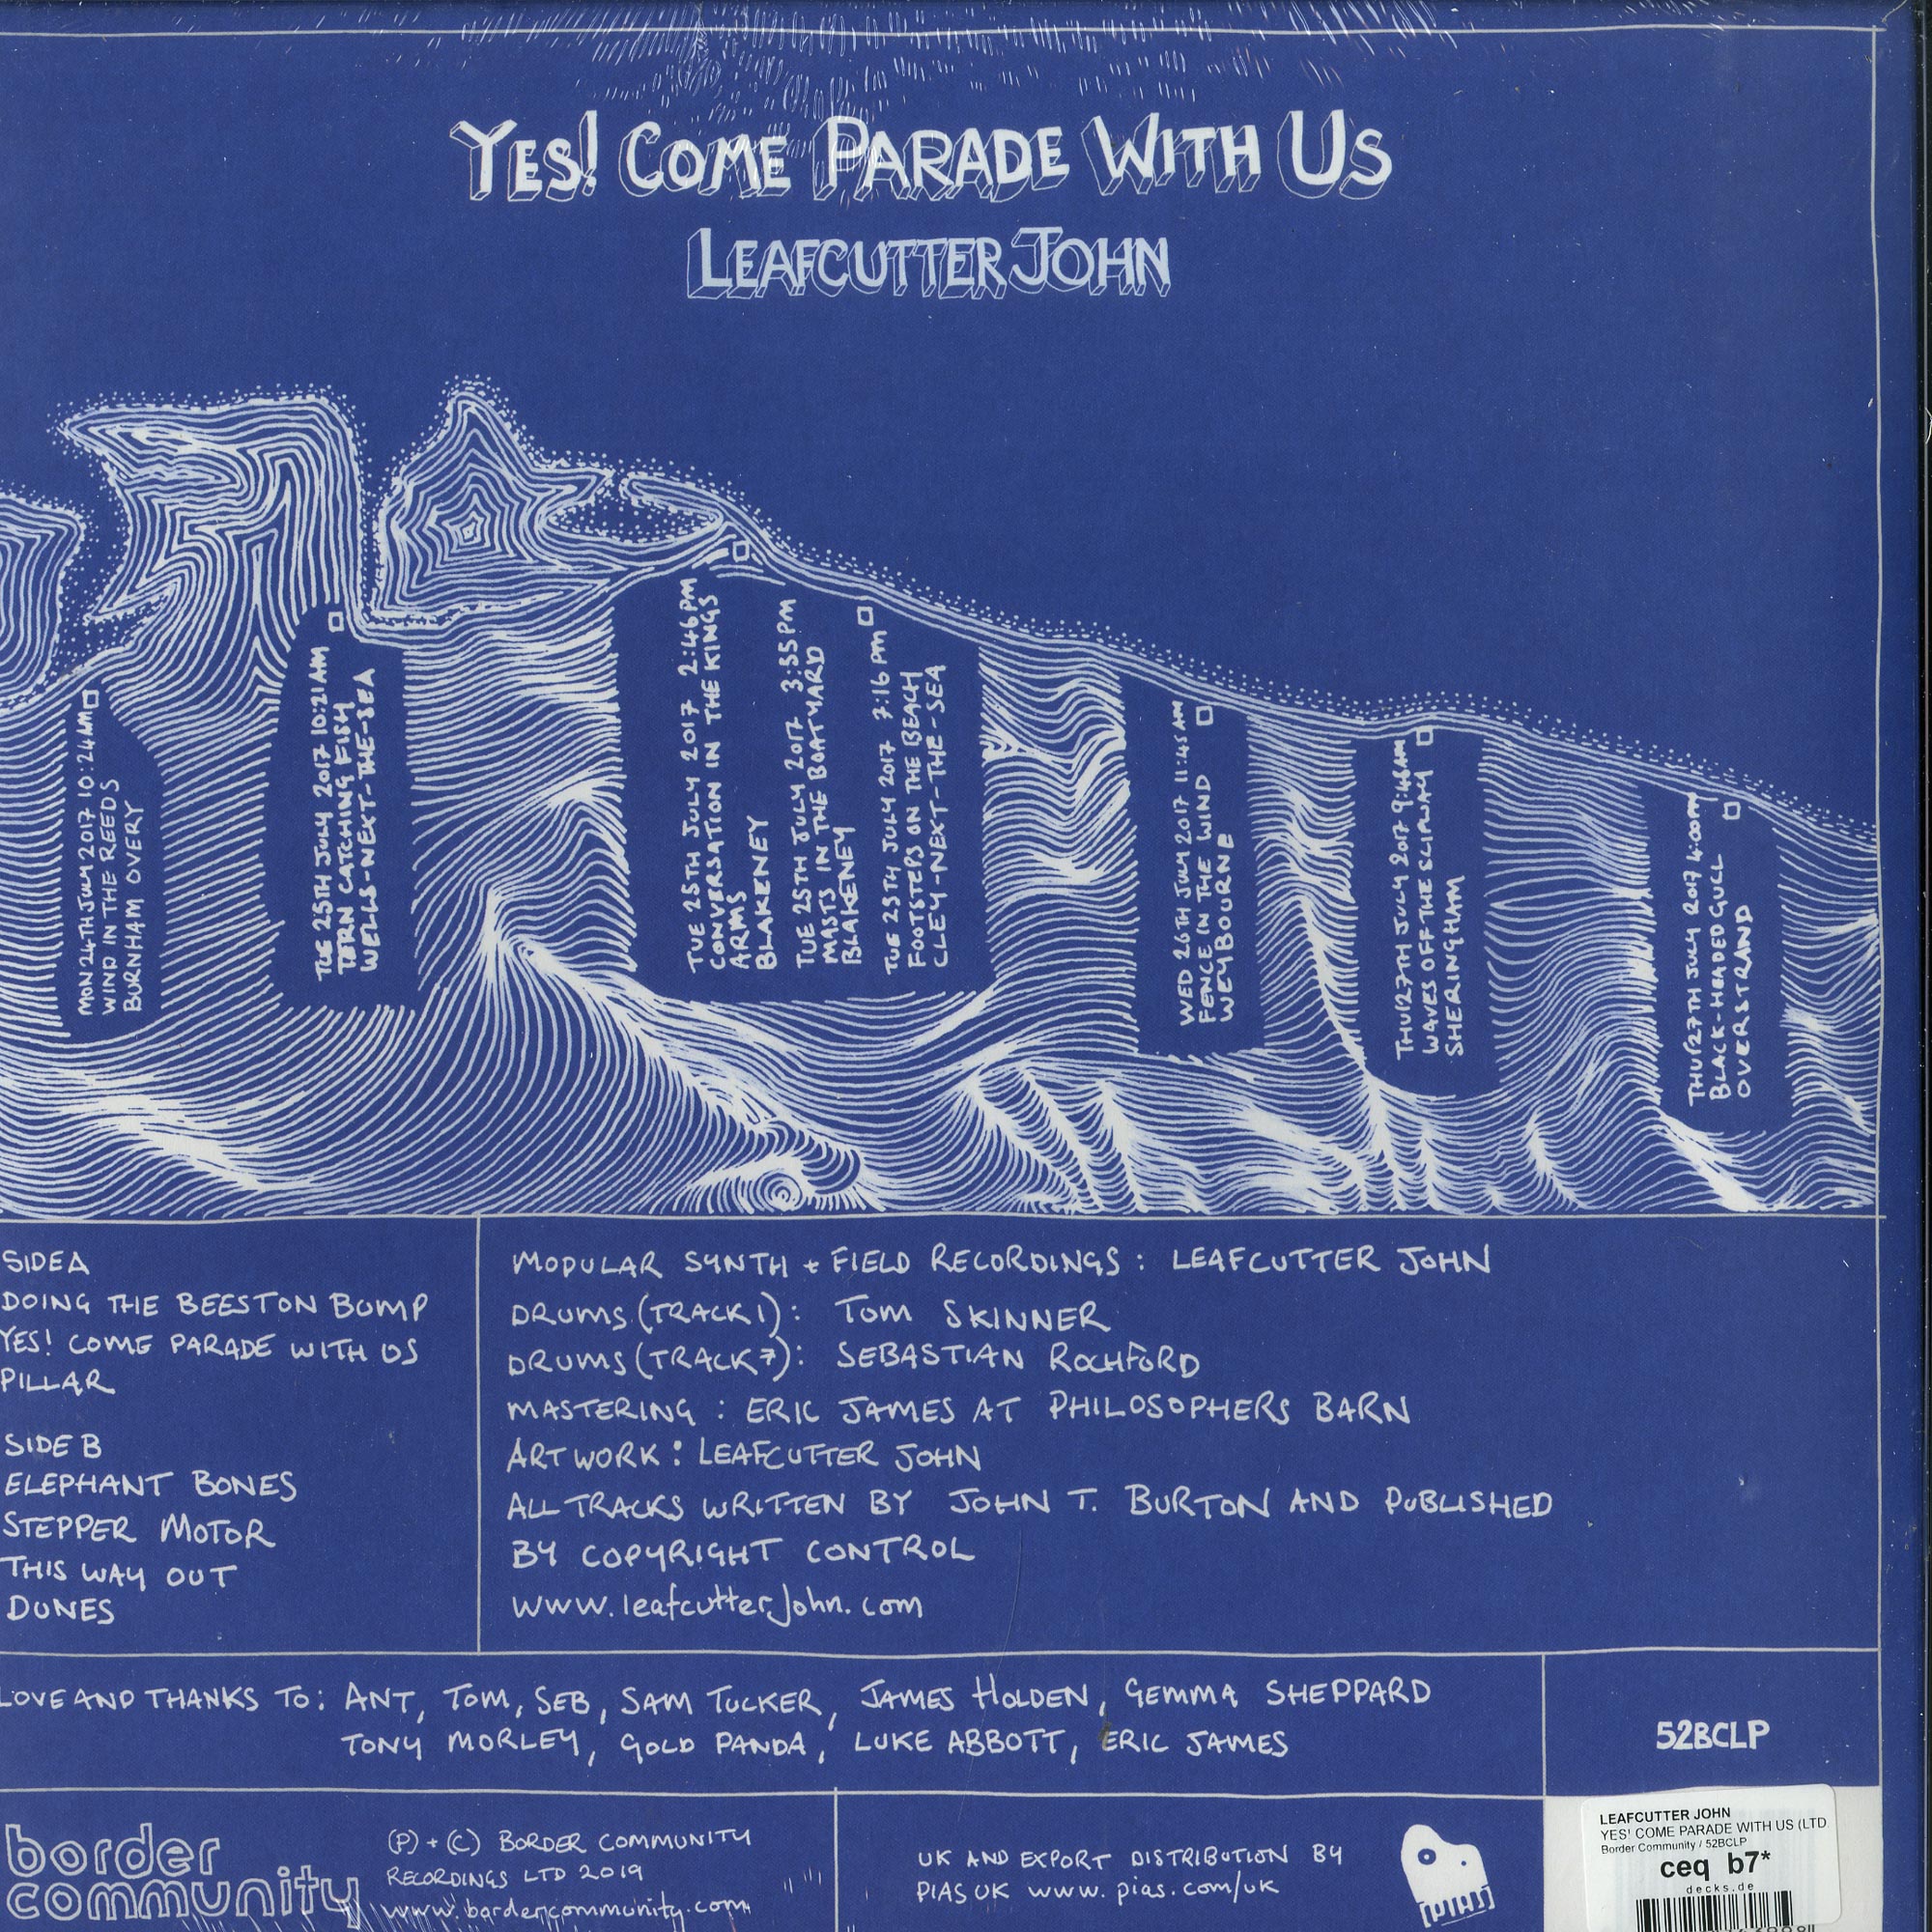 YES! COME PARADE WITH US
LEAFCUTTER JOHN
MON 24TH JULY 2017 10:24AM
WIND IN THE REEDS
BURNHAM OVERY
TUE 25TH JULY 2017 10:21AM
TERN CATCHING FISH
WELLS-NEXT-THE-SEA
TUE 25TH JULY 2017 2:46PM
CONVERSATION IN THE KINGS
ARMS
BLAKENEY
TUE 25TH JULY 2017 3:55PM
MASTS IN THE BOATYARD
BLAKENEY
TUE 25TH JULY 2017 7:16PM
FOOTSTEPS ON THE BEACH
CLEY-NEXT-THE-SEA
WED 26TH JULY 2017 11:45AM
FENCE IN THE WIND
WEYBOURNE
THU 27TH JULY 2017 9:46AM
WAVES OFF THE SLIPWAY
SHERINGHAM
THU 27TH JULY 2017 4:00PM
BLACK-HEADED GULL
OVERSTRAND
SIDE A
DOING THE BEESTON BUMP
YES! COME PARADE WITH US
PILLAR
SIDE B
ELEPHANT BONES
STEPPER MOTOR
THIS WAY OUT
DUNES
MODULAR SYNTH + FIELD RECORDINGS: LEAFCUTTER JOHN
DRUMS (TRACK 1): TOM SKINNER
DRUMS (TRACK 7): SEBASTIAN ROCHFORD
MASTERING: ERIC JAMES AT PHILOSOPHERS BARN
ARTWORK: LEAFCUTTER JOHN
ALL TRACKS WRITTEN BY JOHN T. BURTON AND PUBLISHED
BY COPYRIGHT CONTROL
www.leafcutterJohn.com
LOVE AND THANKS TO: ANT, TOM, SEB, SAM TUCKER, JAMES HOLDEN, GEMMA SHEPPARD
TONY MORLEY, GOLD PANDA, LUKE ABBOTT, ERIC JAMES
52BCLP
border
community
(P) + (C) BORDER COMMUNITY
RECORDINGS LTD 2019
www.bordercommunity.com
UK AND EXPORT DISTRIBUTION BY
PIAS UK www.pias.com/uk
[PIAS]
LEAFCUTTER JOHN
YES! COME PARADE WITH US (LTD
Border Community / 52BCLP
ceq b7*
decks.de